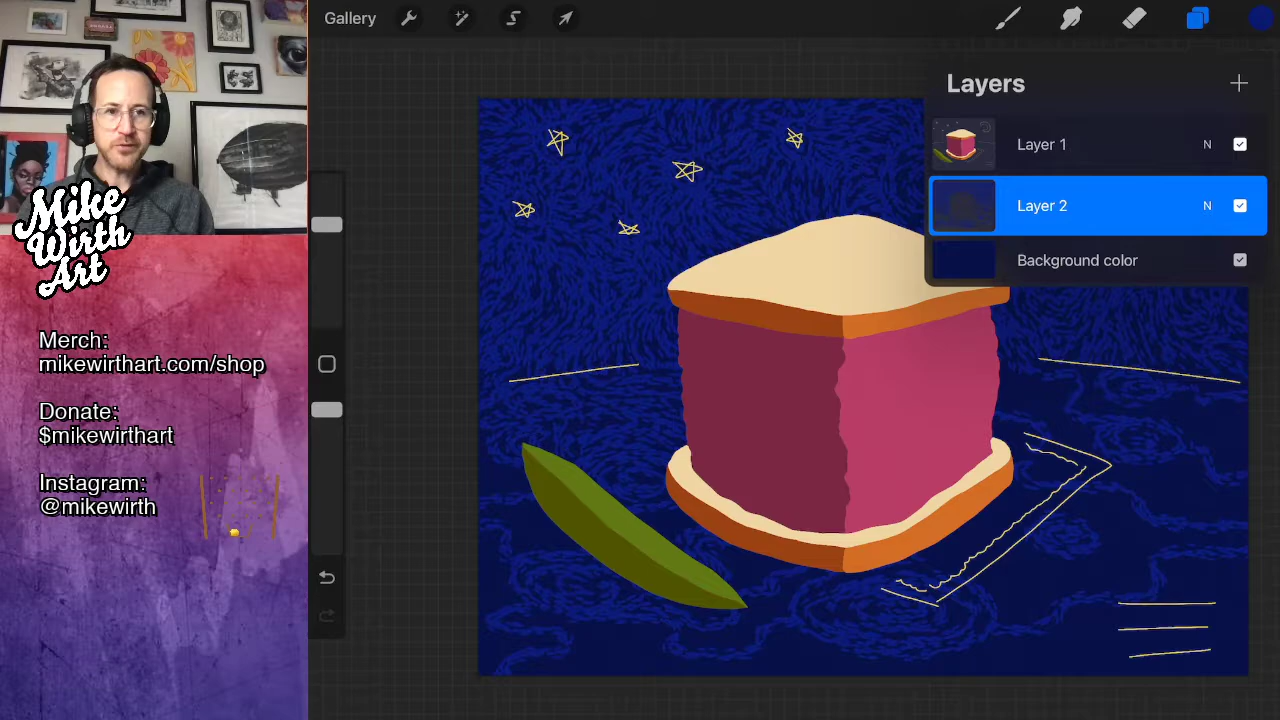 Gallery
Layers
Layer 1
N
Layer 2
N
Background color
Mike
Wirth
Art
Merch:
mikewirthart.com/shop
Donate:
$mikewirthart
Instagram:
@mikewirth